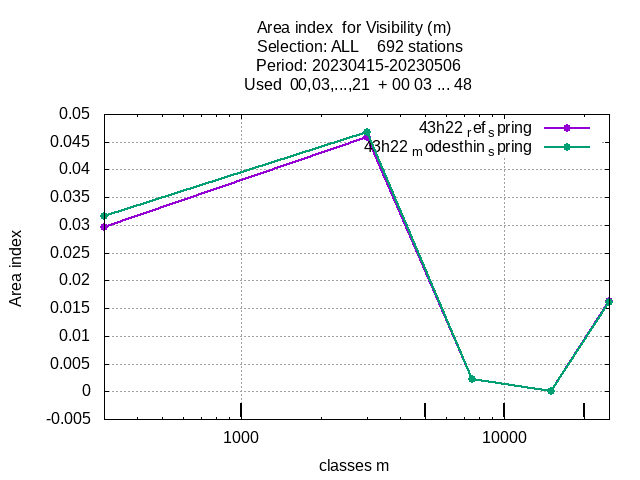 Area index  for Visibility (m)
Selection: ALL    692 stations
Period: 20230415-20230506
Used  00,03,...,21  + 00 03 ... 48
0.05
0.045
0.04
0.035
0.03
0.025
0.02
0.015
0.01
0.005
0
-0.005
Area index
43h22 ref spring
43h22 modesthin spring
1000
10000
classes m